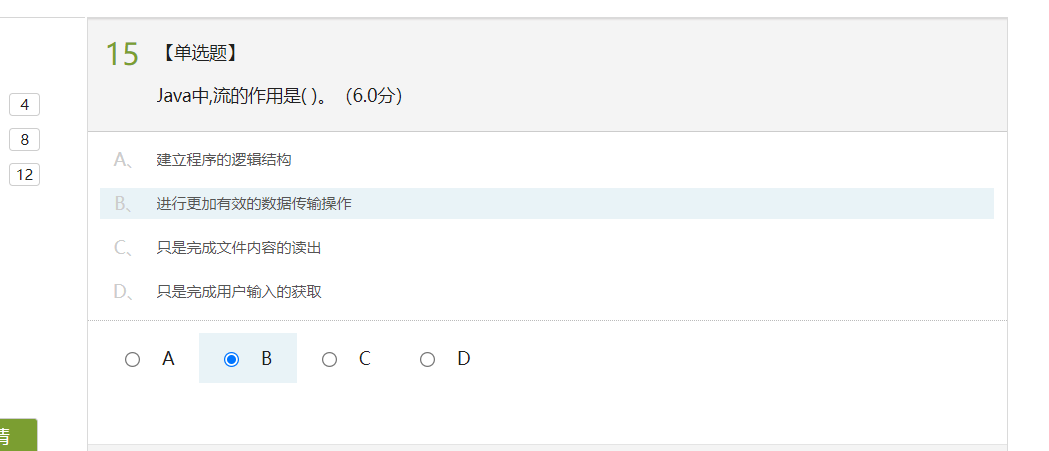 15 【单选题】
Java中,流的作用是( )。（6.0分）
4
8
12
A、 建立程序的逻辑结构
B、 进行更加有效的数据传输操作
C、 只是完成文件内容的读出
D、 只是完成用户输入的获取
A B C D